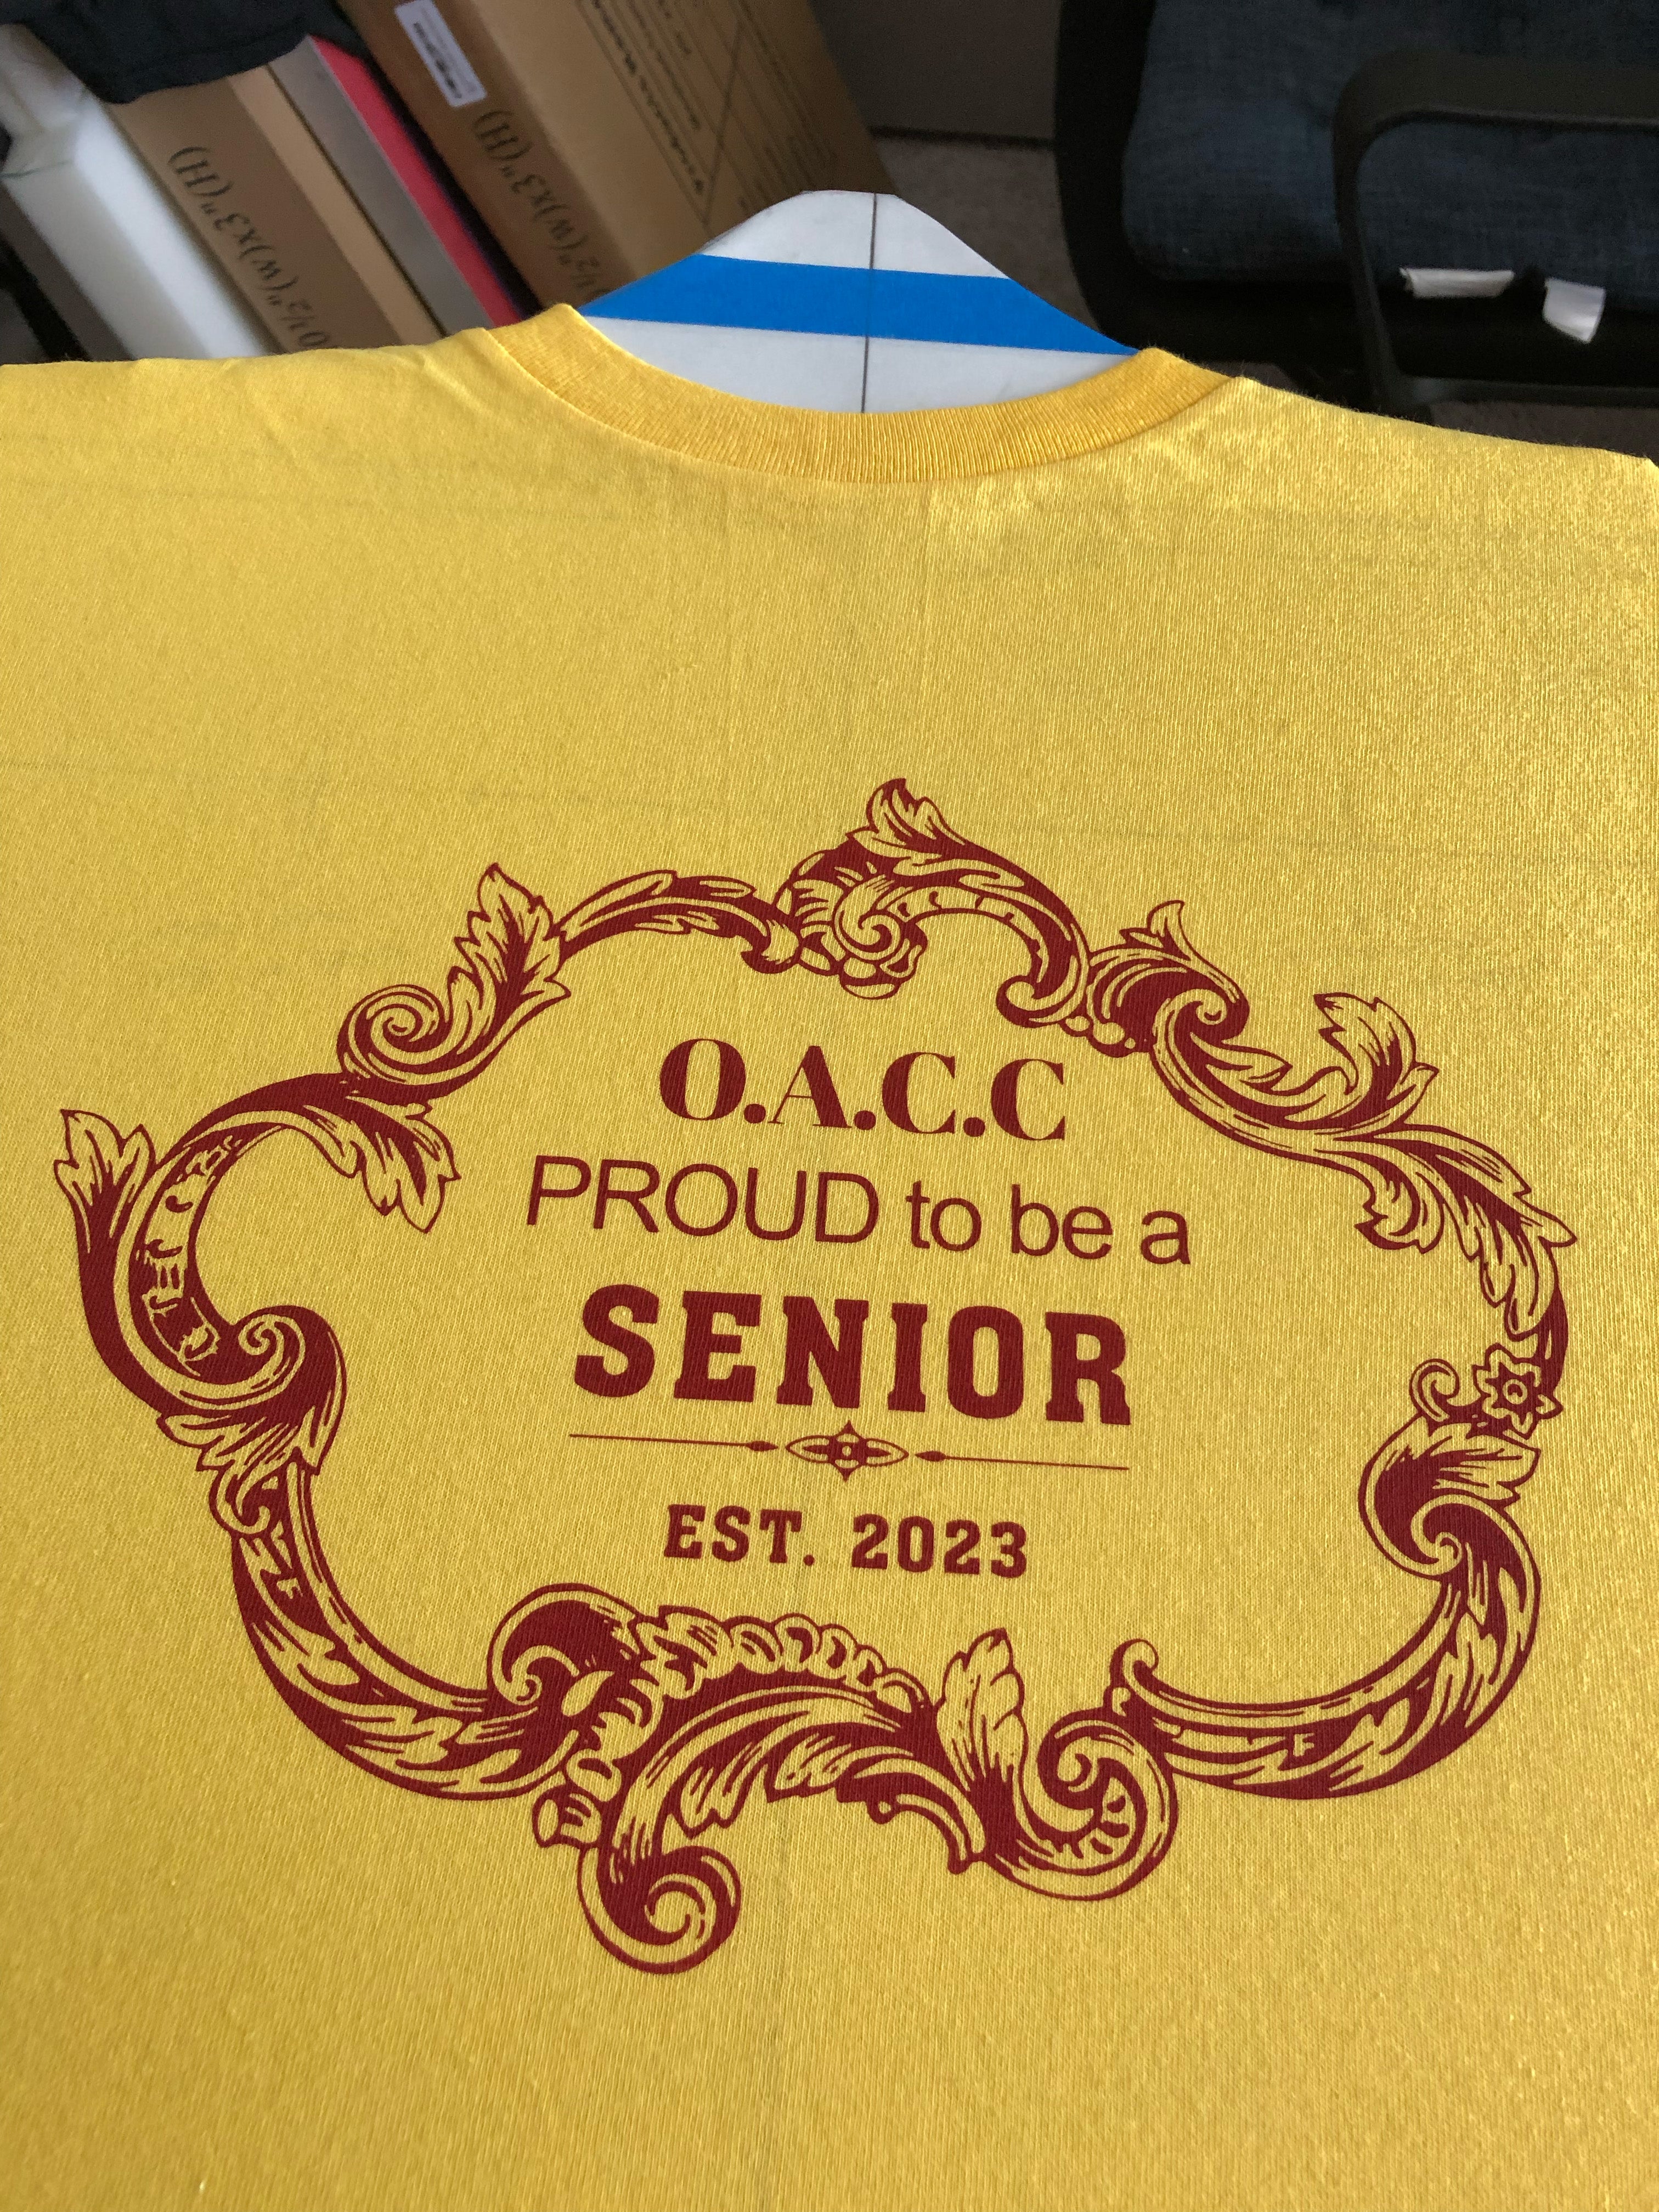 O.A.C.C
PROUD to be a
SENIOR
EST. 2023